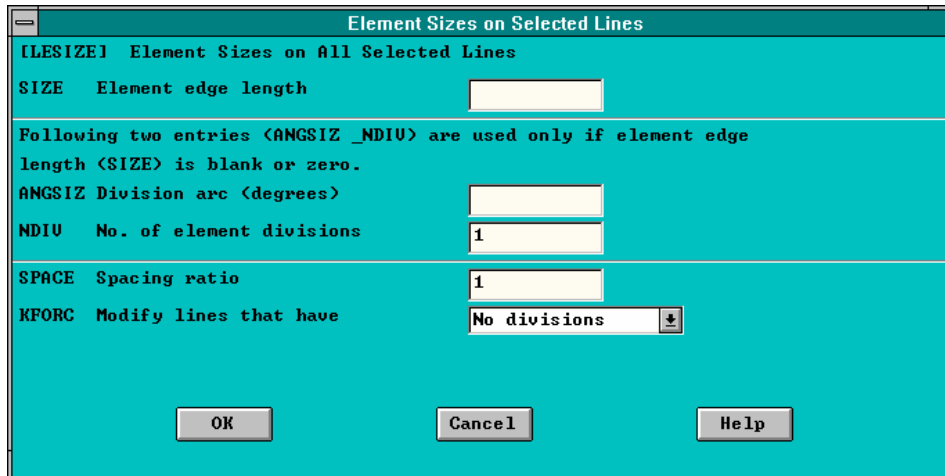 Element Sizes on Selected Lines
[LESIZE] Element Sizes on All Selected Lines
SIZE Element edge length
Following two entries (ANGSIZ _NDIV) are used only if element edge
length (SIZE) is blank or zero.
ANGSIZ Division arc (degrees)
NDIV No. of element divisions 1
SPACE Spacing ratio 1
KFORC Modify lines that have No divisions
OK Cancel Help